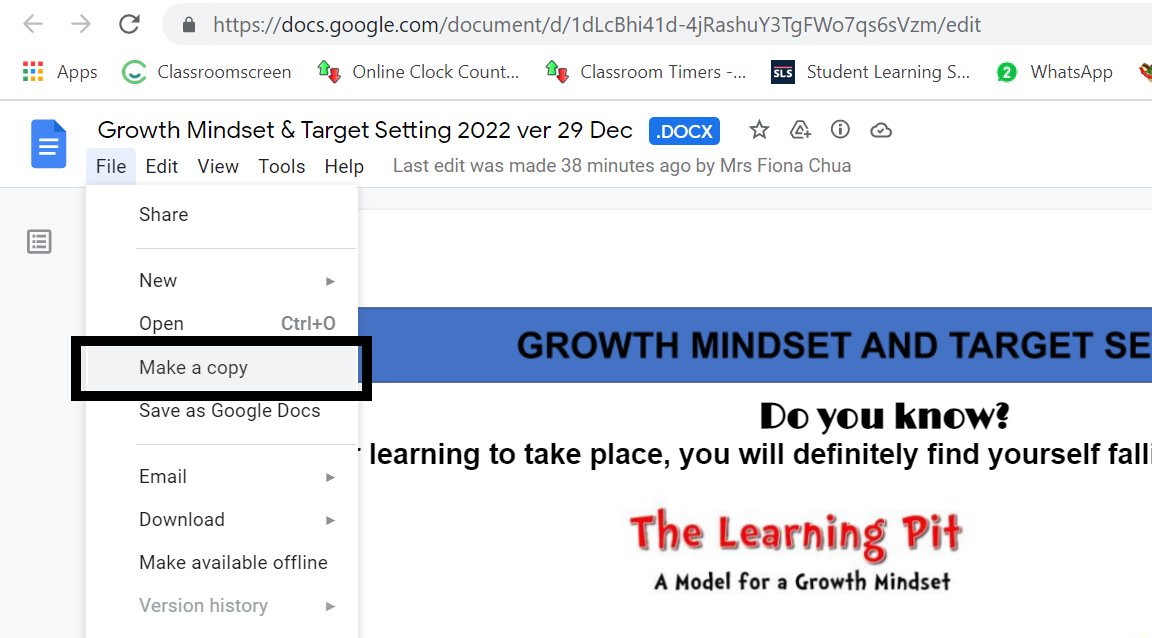 https://docs.google.com/document/d/1dLcBhi41d-4jRashuY3TgFWo7qs6sVzm/edit
Apps Classroomscreen Online Clock Count... Classroom Timers -... SLS Student Learning S... 2 WhatsApp
Growth Mindset & Target Setting 2022 ver 29 Dec .DOCX
File Edit View Tools Help Last edit was made 38 minutes ago by Mrs Fiona Chua
Share
New
Open Ctrl+O
Make a copy
Save as Google Docs
Email
Download
Make available offline
Version history
GROWTH MINDSET AND TARGET SE
Do you know?
learning to take place, you will definitely find yourself falli
The Learning Pit
A Model for a Growth Mindset